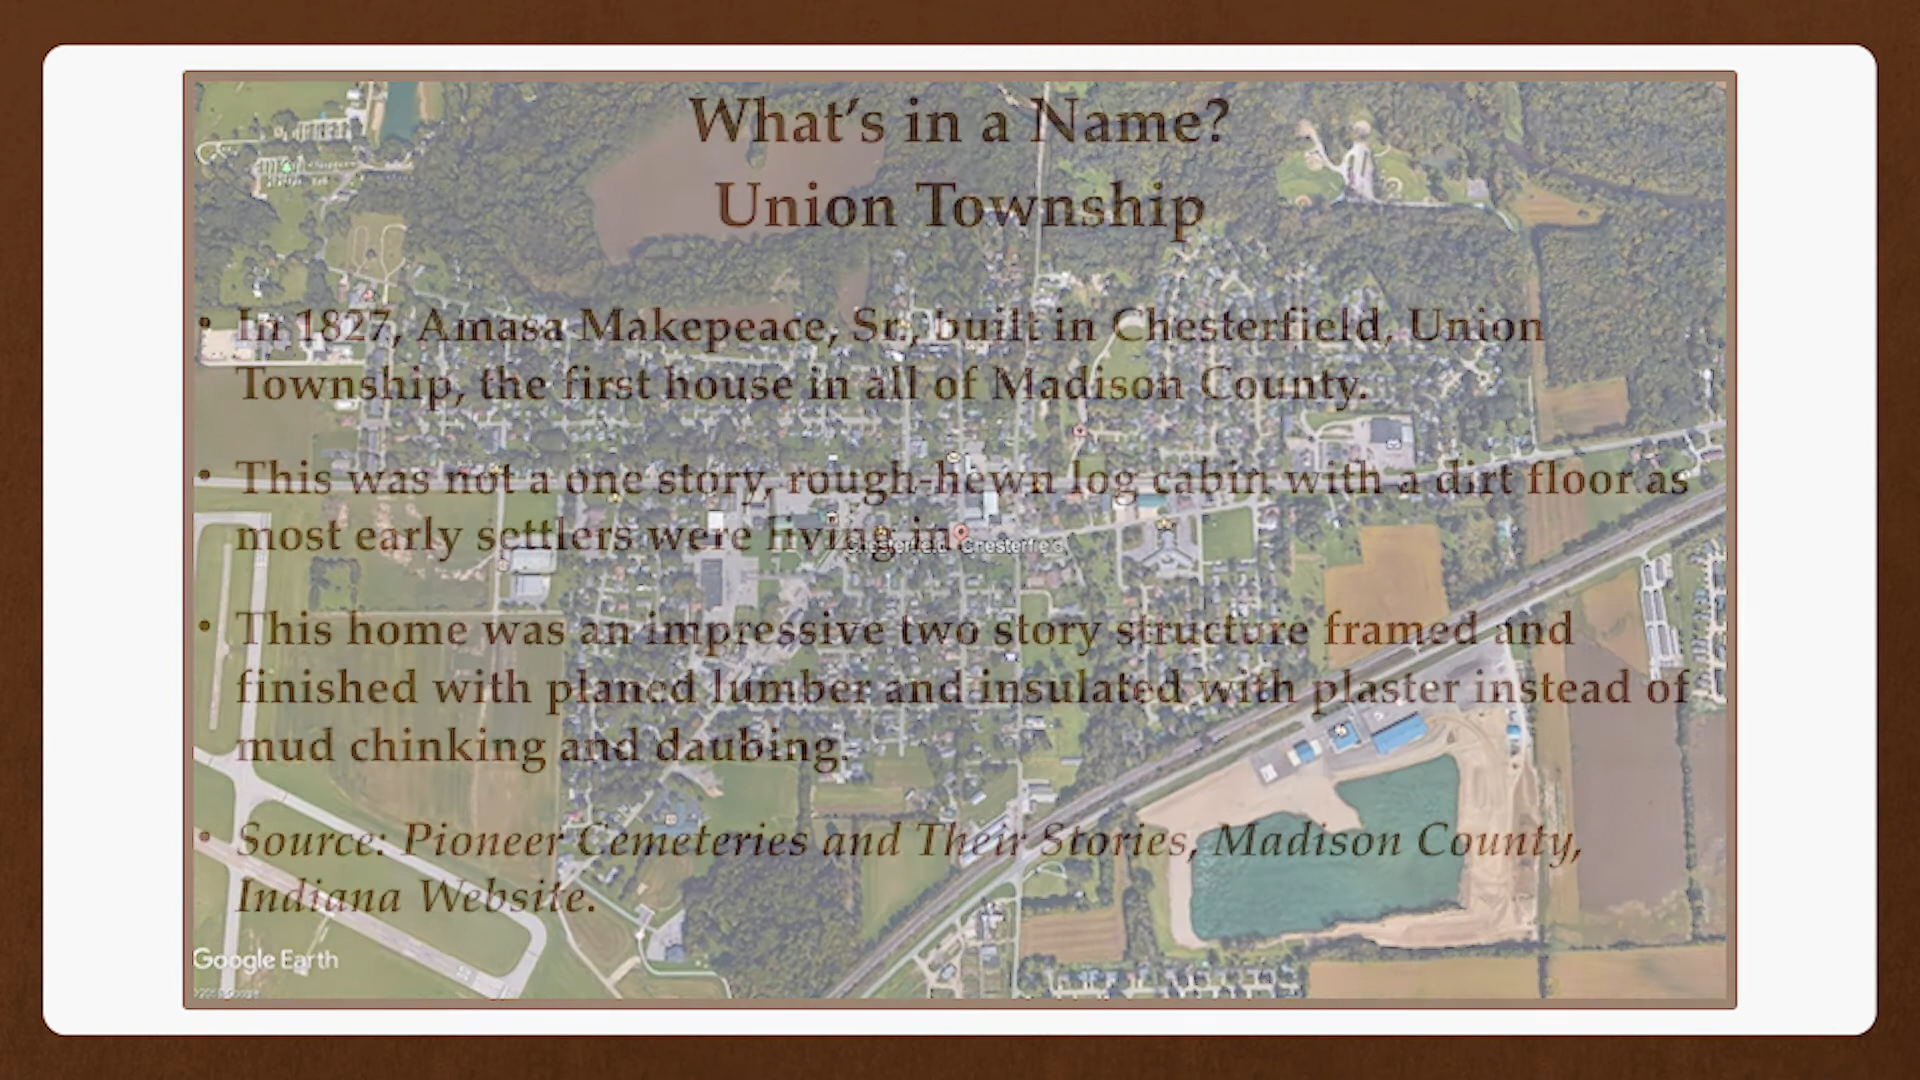 What's in a Name?
Union Township
• In 1827, Amasa Makepeace, Sr., built in Chesterfield, Union
Township, the first house in all of Madison County.
• This was not a one story, rough-hewn log cabin with a dirt floor as
most early settlers were living in.
Chesterfield Chesterfield
• This home was an impressive two story structure framed and
finished with planed lumber and insulated with plaster instead of
mud chinking and daubing.
• Source: Pioneer Cemeteries and Their Stories, Madison County,
Indiana Website.
Google Earth